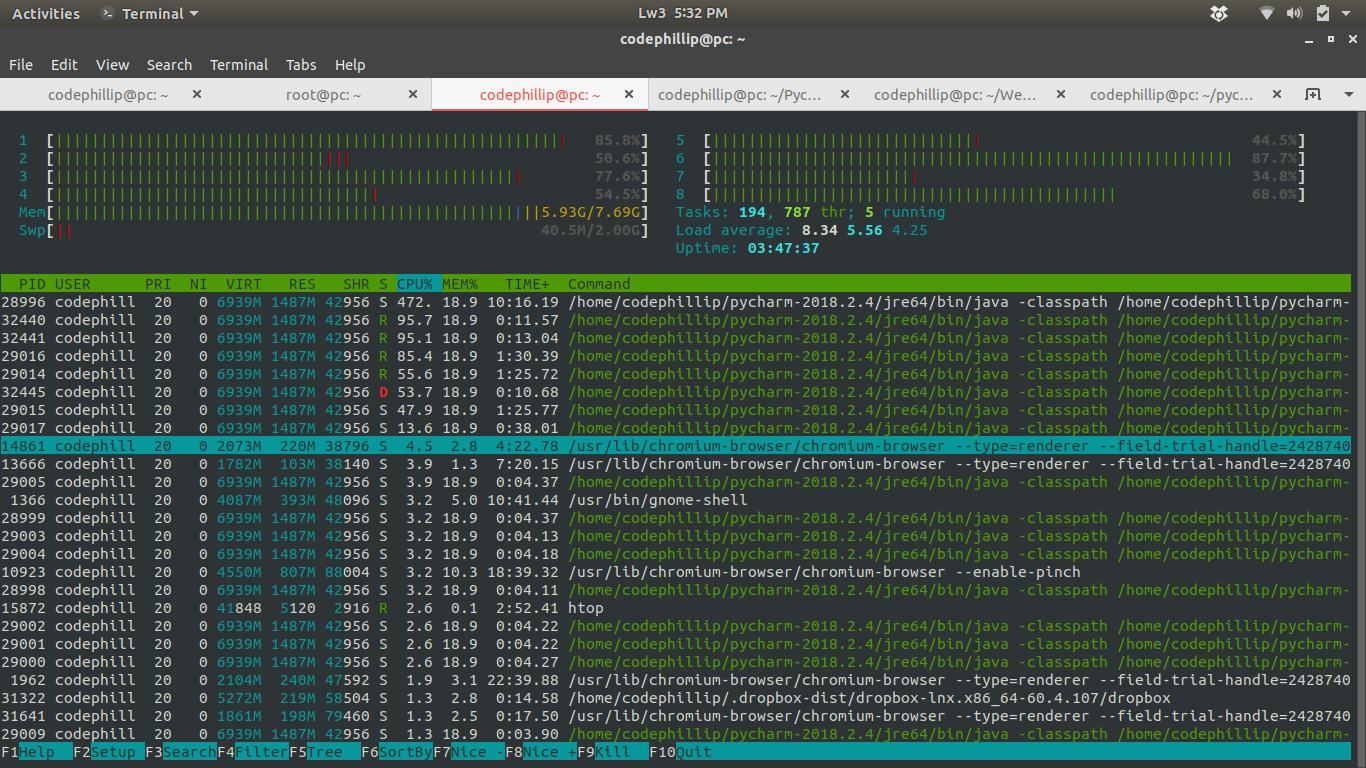 Activities Terminal Lw3 5:32 PM
codephillip@pc: ~
File Edit View Search Terminal Tabs Help
codephillip@pc: ~ × root@pc: ~ × codephillip@pc: ~ × codephillip@pc: ~/Pyc… × codephillip@pc: ~/We… × codephillip@pc: ~/pyc… ×
1 [ 85.8%] 5 [ 44.5%]
2 [ 50.6%] 6 [ 87.7%]
3 [ 77.6%] 7 [ 34.8%]
4 [ 54.5%] 8 [ 68.0%]
Mem[ 5.93G/7.69G] Tasks: 194, 787 thr; 5 running
Swp[ 40.5M/2.00G] Load average: 8.34 5.56 4.25
Uptime: 03:47:37
PID USER PRI NI VIRT RES SHR S CPU% MEM% TIME+ Command
28996 codephill 20 0 6939M 1487M 42956 S 472. 18.9 10:16.19 /home/codephillip/pycharm-2018.2.4/jre64/bin/java -classpath /home/codephillip/pycharm-
32440 codephill 20 0 6939M 1487M 42956 R 95.7 18.9 0:11.57 /home/codephillip/pycharm-2018.2.4/jre64/bin/java -classpath /home/codephillip/pycharm-
32441 codephill 20 0 6939M 1487M 42956 R 95.1 18.9 0:13.04 /home/codephillip/pycharm-2018.2.4/jre64/bin/java -classpath /home/codephillip/pycharm-
29016 codephill 20 0 6939M 1487M 42956 R 85.4 18.9 1:30.39 /home/codephillip/pycharm-2018.2.4/jre64/bin/java -classpath /home/codephillip/pycharm-
29014 codephill 20 0 6939M 1487M 42956 R 55.6 18.9 1:25.72 /home/codephillip/pycharm-2018.2.4/jre64/bin/java -classpath /home/codephillip/pycharm-
32445 codephill 20 0 6939M 1487M 42956 D 53.7 18.9 0:10.68 /home/codephillip/pycharm-2018.2.4/jre64/bin/java -classpath /home/codephillip/pycharm-
29015 codephill 20 0 6939M 1487M 42956 S 47.9 18.9 1:25.77 /home/codephillip/pycharm-2018.2.4/jre64/bin/java -classpath /home/codephillip/pycharm-
29017 codephill 20 0 6939M 1487M 42956 S 13.6 18.9 0:38.01 /home/codephillip/pycharm-2018.2.4/jre64/bin/java -classpath /home/codephillip/pycharm-
14861 codephill 20 0 2073M 220M 38796 S 4.5 2.8 4:22.78 /usr/lib/chromium-browser/chromium-browser --type=renderer --field-trial-handle=2428740
13666 codephill 20 0 1782M 103M 38140 S 3.9 1.3 7:20.15 /usr/lib/chromium-browser/chromium-browser --type=renderer --field-trial-handle=2428740
29005 codephill 20 0 6939M 1487M 42956 S 3.9 18.9 0:04.37 /home/codephillip/pycharm-2018.2.4/jre64/bin/java -classpath /home/codephillip/pycharm-
1366 codephill 20 0 4087M 393M 48096 S 3.2 5.0 10:41.44 /usr/bin/gnome-shell
28999 codephill 20 0 6939M 1487M 42956 S 3.2 18.9 0:04.37 /home/codephillip/pycharm-2018.2.4/jre64/bin/java -classpath /home/codephillip/pycharm-
29003 codephill 20 0 6939M 1487M 42956 S 3.2 18.9 0:04.13 /home/codephillip/pycharm-2018.2.4/jre64/bin/java -classpath /home/codephillip/pycharm-
29004 codephill 20 0 6939M 1487M 42956 S 3.2 18.9 0:04.18 /home/codephillip/pycharm-2018.2.4/jre64/bin/java -classpath /home/codephillip/pycharm-
10923 codephill 20 0 4550M 807M 88004 S 3.2 10.3 18:39.32 /usr/lib/chromium-browser/chromium-browser --enable-pinch
28998 codephill 20 0 6939M 1487M 42956 S 3.2 18.9 0:04.11 /home/codephillip/pycharm-2018.2.4/jre64/bin/java -classpath /home/codephillip/pycharm-
15872 codephill 20 0 41848 5120 2916 R 2.6 0.1 2:52.41 htop
29002 codephill 20 0 6939M 1487M 42956 S 2.6 18.9 0:04.22 /home/codephillip/pycharm-2018.2.4/jre64/bin/java -classpath /home/codephillip/pycharm-
29001 codephill 20 0 6939M 1487M 42956 S 2.6 18.9 0:04.22 /home/codephillip/pycharm-2018.2.4/jre64/bin/java -classpath /home/codephillip/pycharm-
29000 codephill 20 0 6939M 1487M 42956 S 2.6 18.9 0:04.27 /home/codephillip/pycharm-2018.2.4/jre64/bin/java -classpath /home/codephillip/pycharm-
1962 codephill 20 0 2104M 240M 47592 S 1.9 3.1 22:39.88 /usr/lib/chromium-browser/chromium-browser --type=renderer --field-trial-handle=2428740
31322 codephill 20 0 5272M 219M 58504 S 1.3 2.8 0:14.58 /home/codephillip/.dropbox-dist/dropbox-lnx.x86_64-60.4.107/dropbox
31641 codephill 20 0 1861M 198M 79460 S 1.3 2.5 0:17.50 /usr/lib/chromium-browser/chromium-browser --type=renderer --field-trial-handle=2428740
29009 codephill 20 0 6939M 1487M 42956 S 1.3 18.9 0:03.90 /home/codephillip/pycharm-2018.2.4/jre64/bin/java -classpath /home/codephillip/pycharm-
F1Help F2Setup F3SearchF4FilterF5Tree F6SortByF7Nice -F8Nice +F9Kill F10Quit